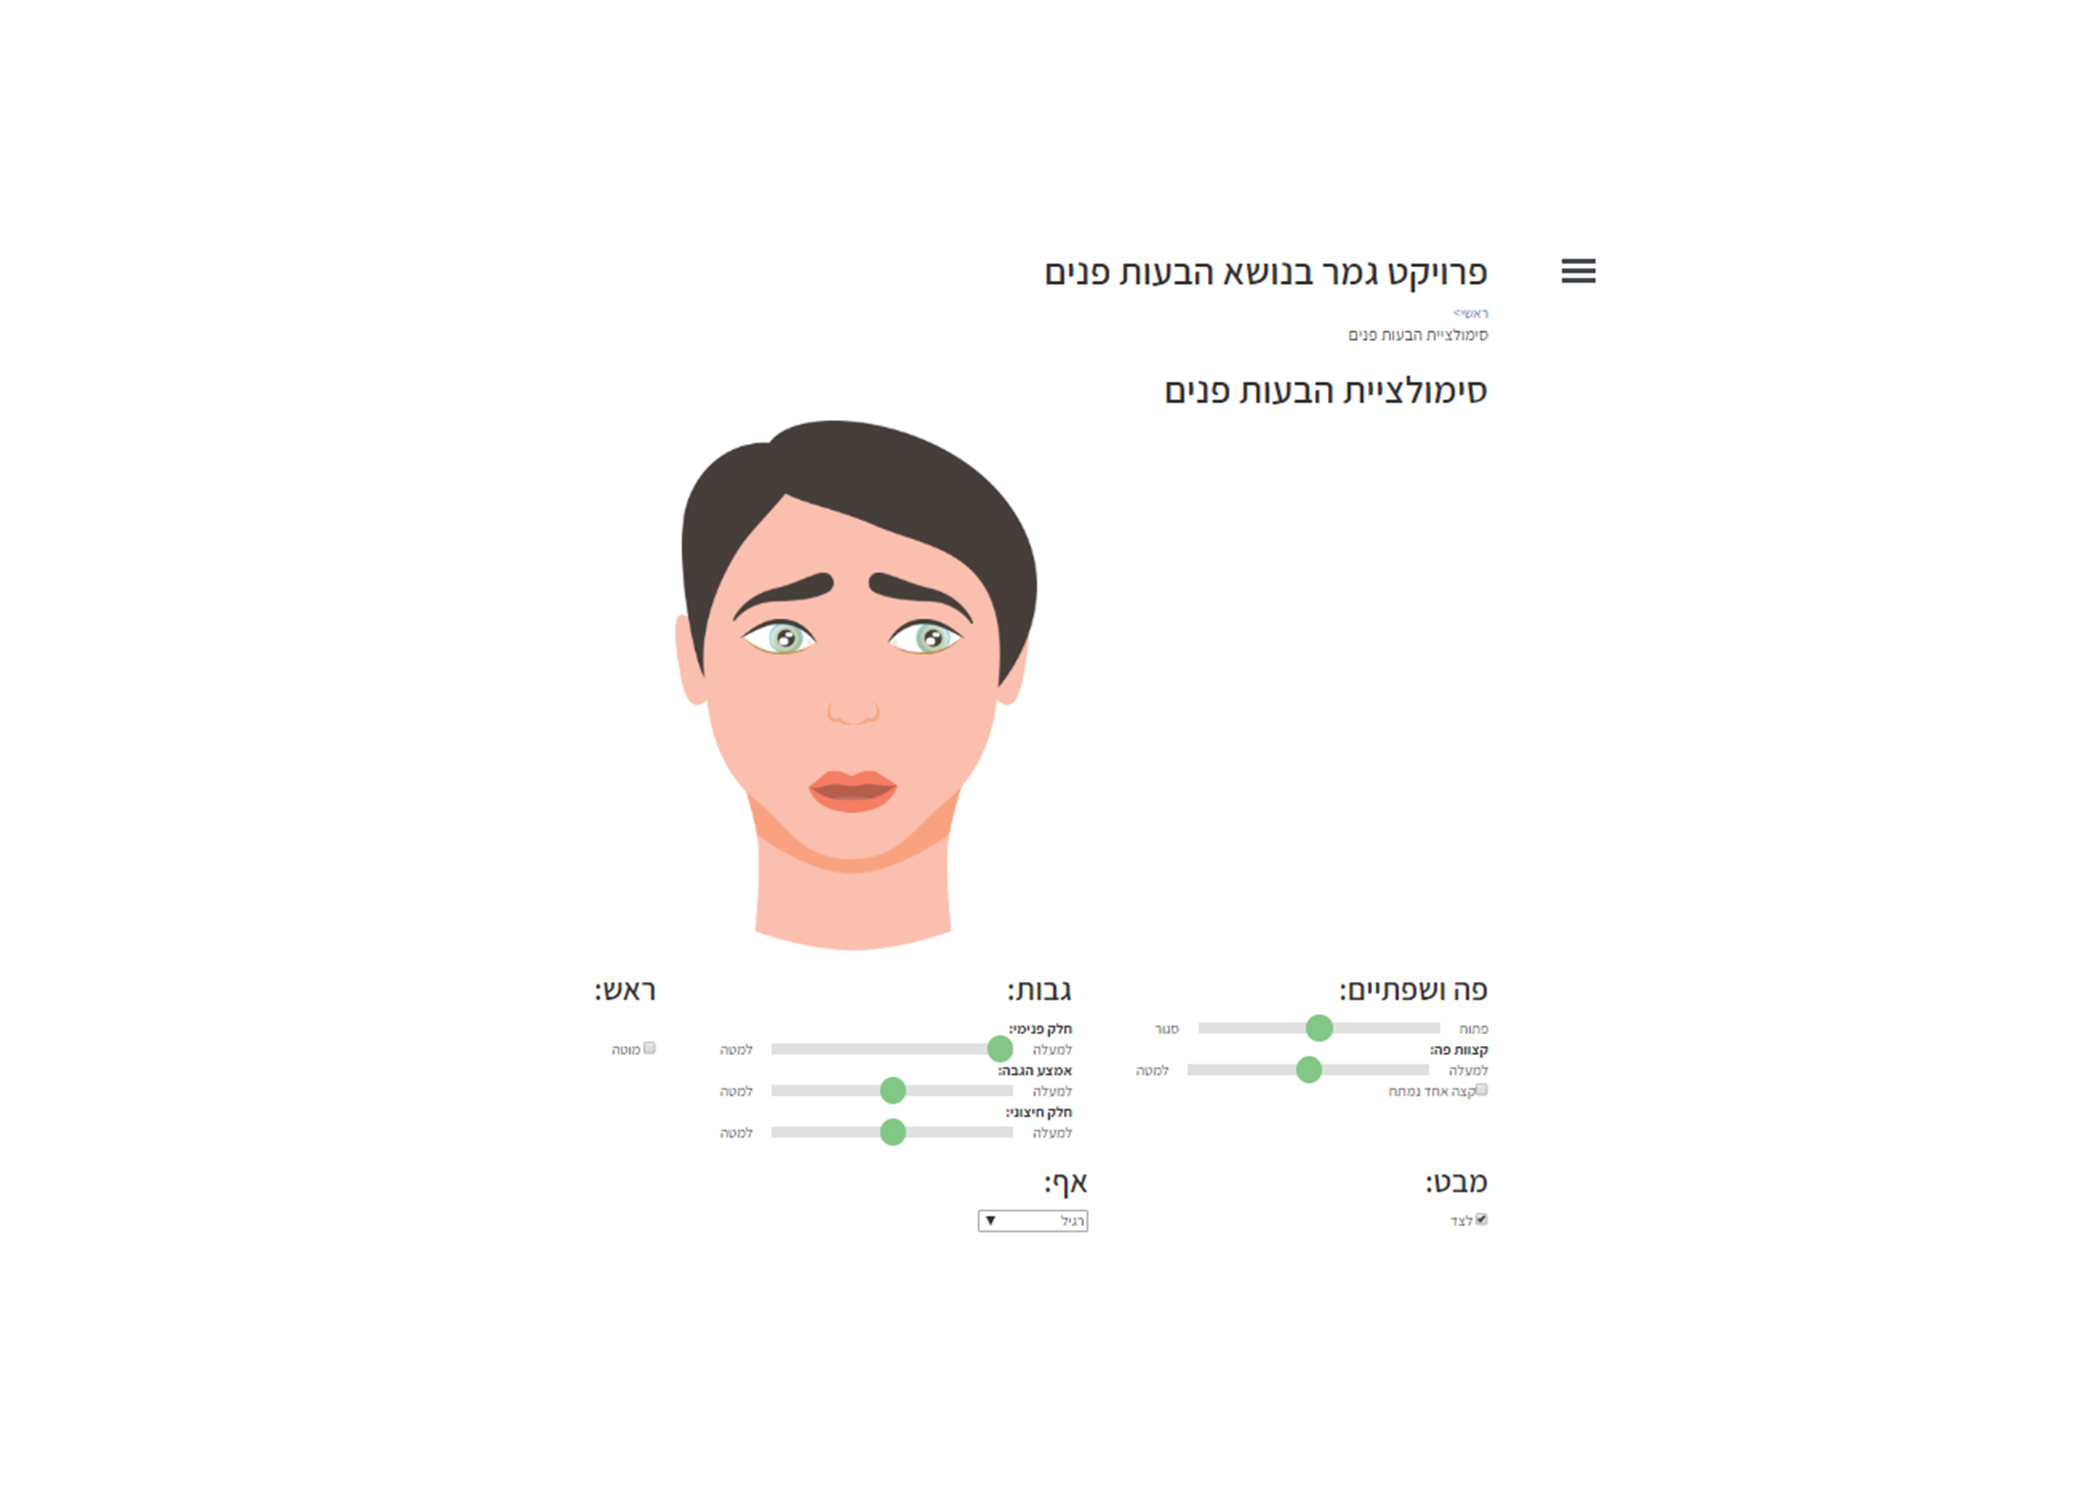 פרויקט גמר בנושא הבעות פנים
ראשי>
סימולציית הבעות פנים
סימולציית הבעות פנים
פה ושפתיים:
פתוח סגור
קצוות פה:
למעלה למטה
קצה אחד נמתח
גבות:
חלק פנימי:
למעלה למטה
אמצע הגבה:
למעלה למטה
חלק חיצוני:
למעלה למטה
ראש:
מוטה
מבט:
לצד
אף:
רגיל